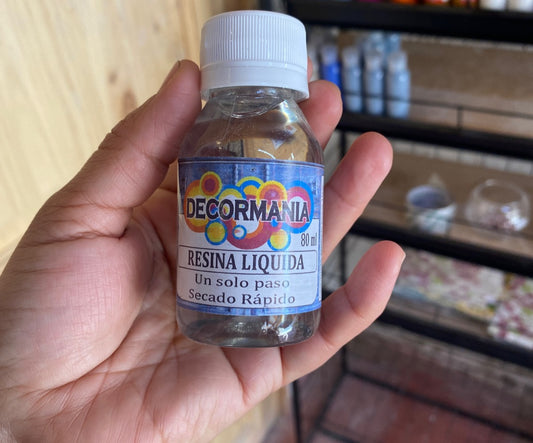 DECORMANIA
80 ml
RESINA LIQUIDA
Un solo paso
Secado Rápido